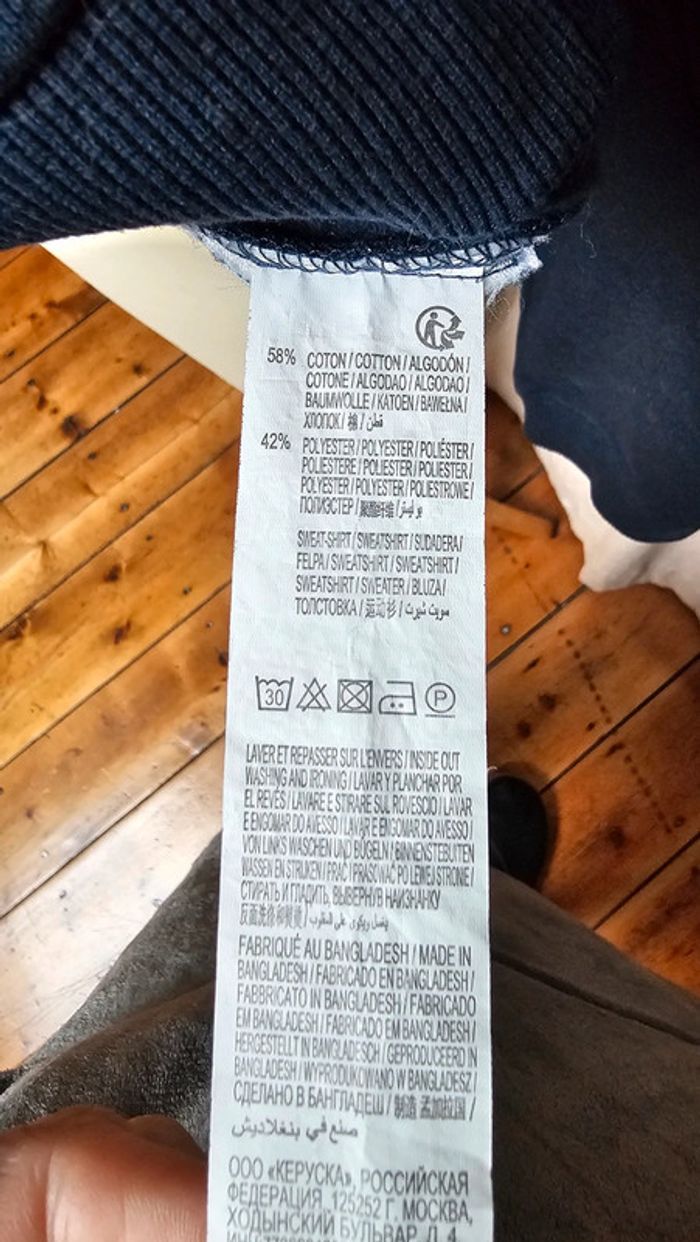 58% COTON / COTTON / ALGODÓN /
COTONE / ALGODAO / ALGODAO /
BAUMWOLLE / KATOEN / BAWEŁNA /
ХЛОПОК / 棉 / قطن
42% POLYESTER / POLYESTER / POLIÉSTER /
POLIESTERE / POLIESTER / POLIESTER /
POLYESTER / POLYESTER / POLIESTROWE /
ПОЛИЭСТЕР / 聚酯纤维 / بوليستر
SWEAT-SHIRT / SWEATSHIRT / SUDADERA /
FELPA / SWEATSHIRT / SWEATSHIRT /
SWEATSHIRT / SWEATER / BLUZA /
ТОЛСТОВКА / 运动衫 / سويت شيرت
30 P
LAVER ET REPASSER SUR L'ENVERS / INSIDE OUT
WASHING AND IRONING / LAVAR Y PLANCHAR POR
EL REVÉS / LAVARE E STIRARE SUL ROVESCIO / LAVAR
E ENGOMAR DO AVESSO / LAVAR E ENGOMAR DO AVESSO /
VON LINKS WASCHEN UND BÜGELN / BINNENSTEBUITEN
WASSEN EN STRIJKEN / PRAĆ I PRASOWAĆ PO LEWEJ STRONIE /
СТИРАТЬ И ГЛАДИТЬ, ВЫВЕРНУВ НАИЗНАНКУ
/ يغسل ويكوى على المقلوب
FABRIQUÉ AU BANGLADESH / MADE IN
BANGLADESH / FABRICADO EN BANGLADESH /
FABBRICATO IN BANGLADESH / FABRICADO
EM BANGLADESH / FABRICADO EM BANGLADESH /
HERGESTELLT IN BANGLADESCH / GEPRODUCEERD IN
BANGLADESH / WYPRODUKOWANO W BANGLADESZ /
СДЕЛАНО В БАНГЛАДЕШ / 制造 孟加拉国 /
صنع في بنغلاديش
ООО «КЕРУСКА», РОССИЙСКАЯ
ФЕДЕРАЦИЯ, 125252 Г. МОСКВА,
ХОДЫНСКИЙ БУЛЬВАР, Д. 4,